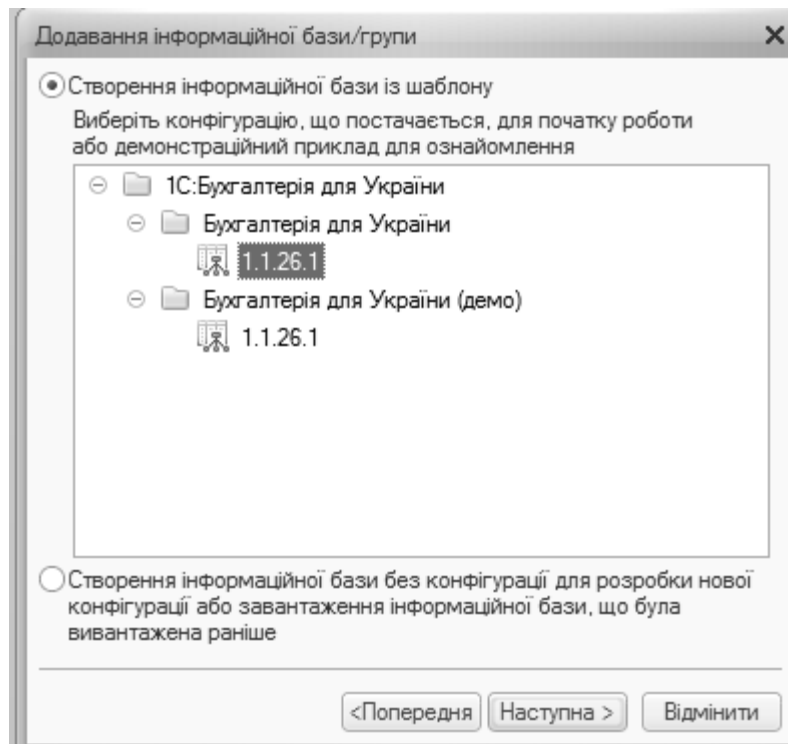 Додавання інформаційної бази/групи
Створення інформаційної бази із шаблону
Виберіть конфігурацію, що постачається, для початку роботи
або демонстраційний приклад для ознайомлення
1С:Бухгалтерія для України
Бухгалтерія для України
1.1.26.1
Бухгалтерія для України (демо)
1.1.26.1
Створення інформаційної бази без конфігурації для розробки нової
конфігурації або завантаження інформаційної бази, що була
вивантажена раніше
<Попередня Наступна > Відмінити